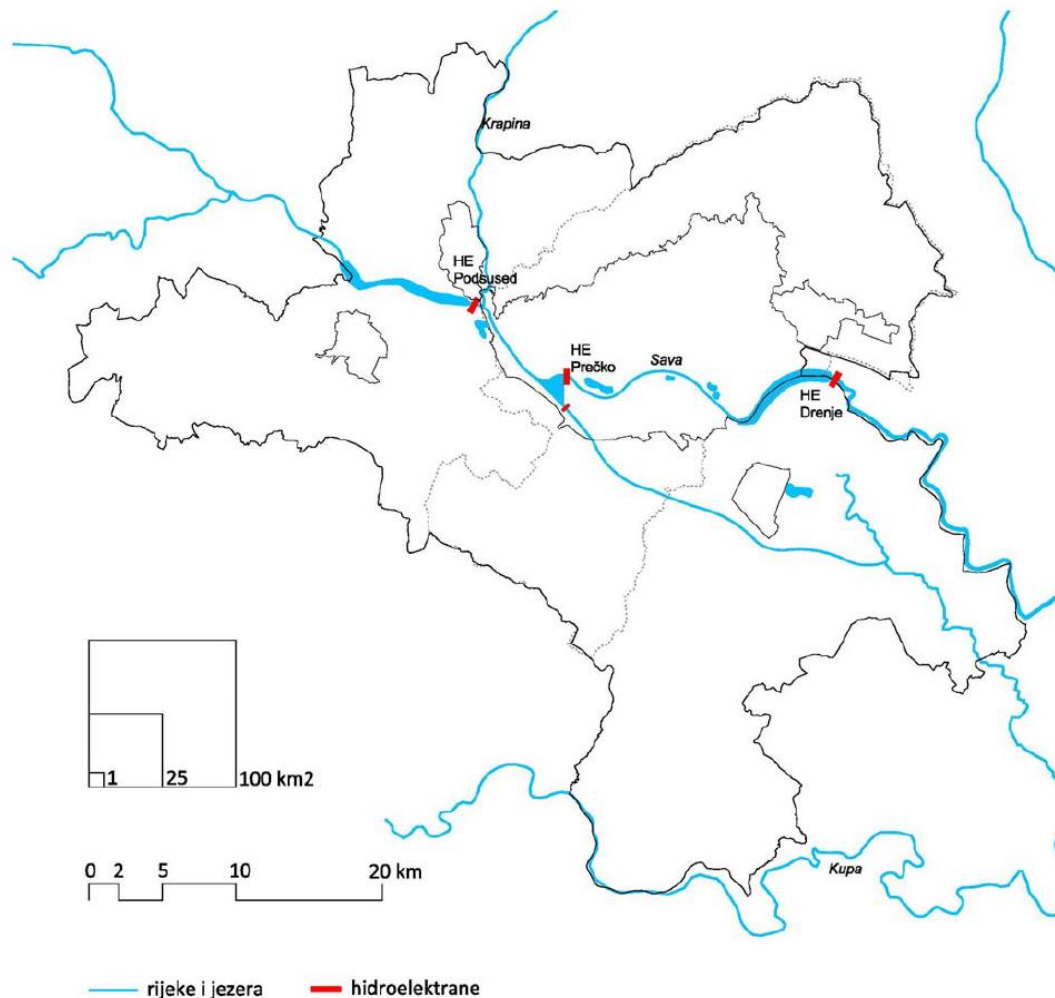 Krapina
HE
Podsused
HE
Prečko
Sava
HE
Drenje
1
25
100 km2
0 2 5 10 20 km
Kupa
rijeke i jezera
hidroelektrane